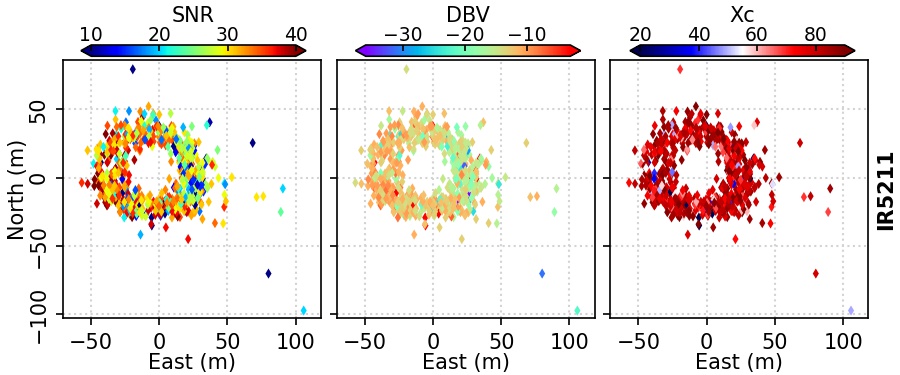 SNR DBV Xc
10 20 30 40 −30 −20 −10 20 40 60 80
50
0
−50
−100
North (m)
IR5211
−50 0 50 100 −50 0 50 100 −50 0 50 100
East (m) East (m) East (m)